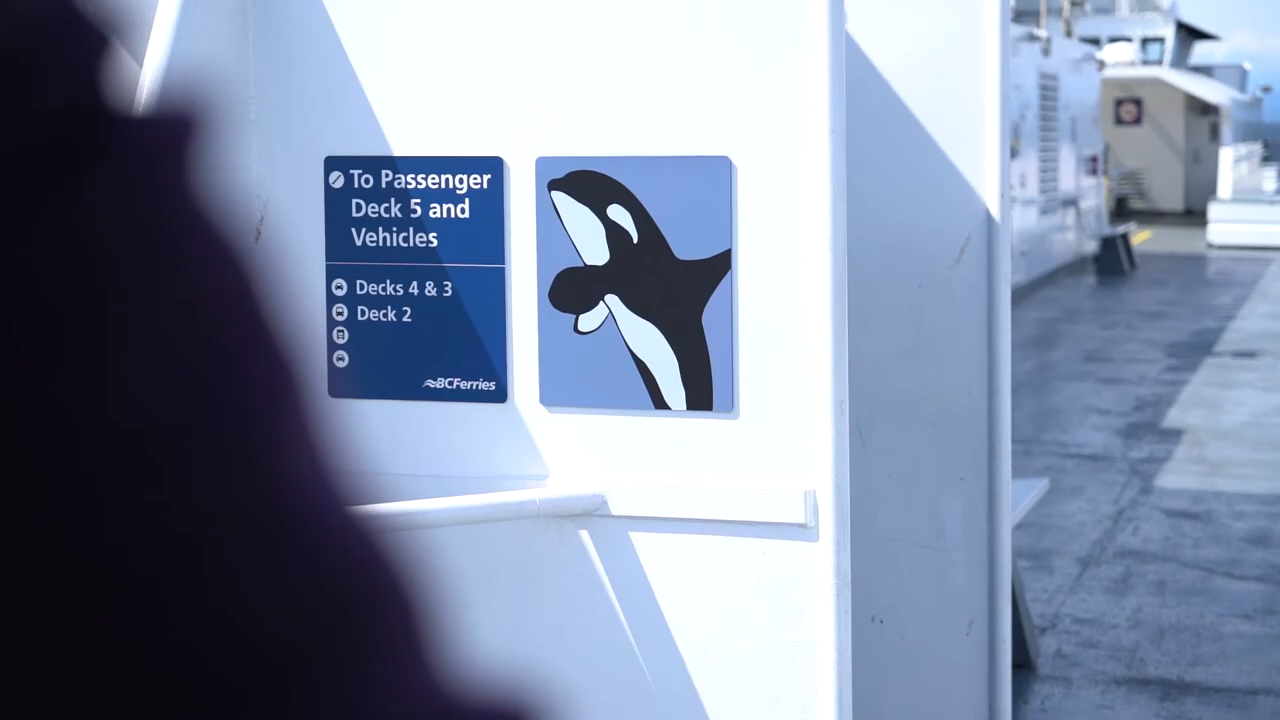 To Passenger
Deck 5 and
Vehicles
Decks 4 & 3
Deck 2
BCFerries